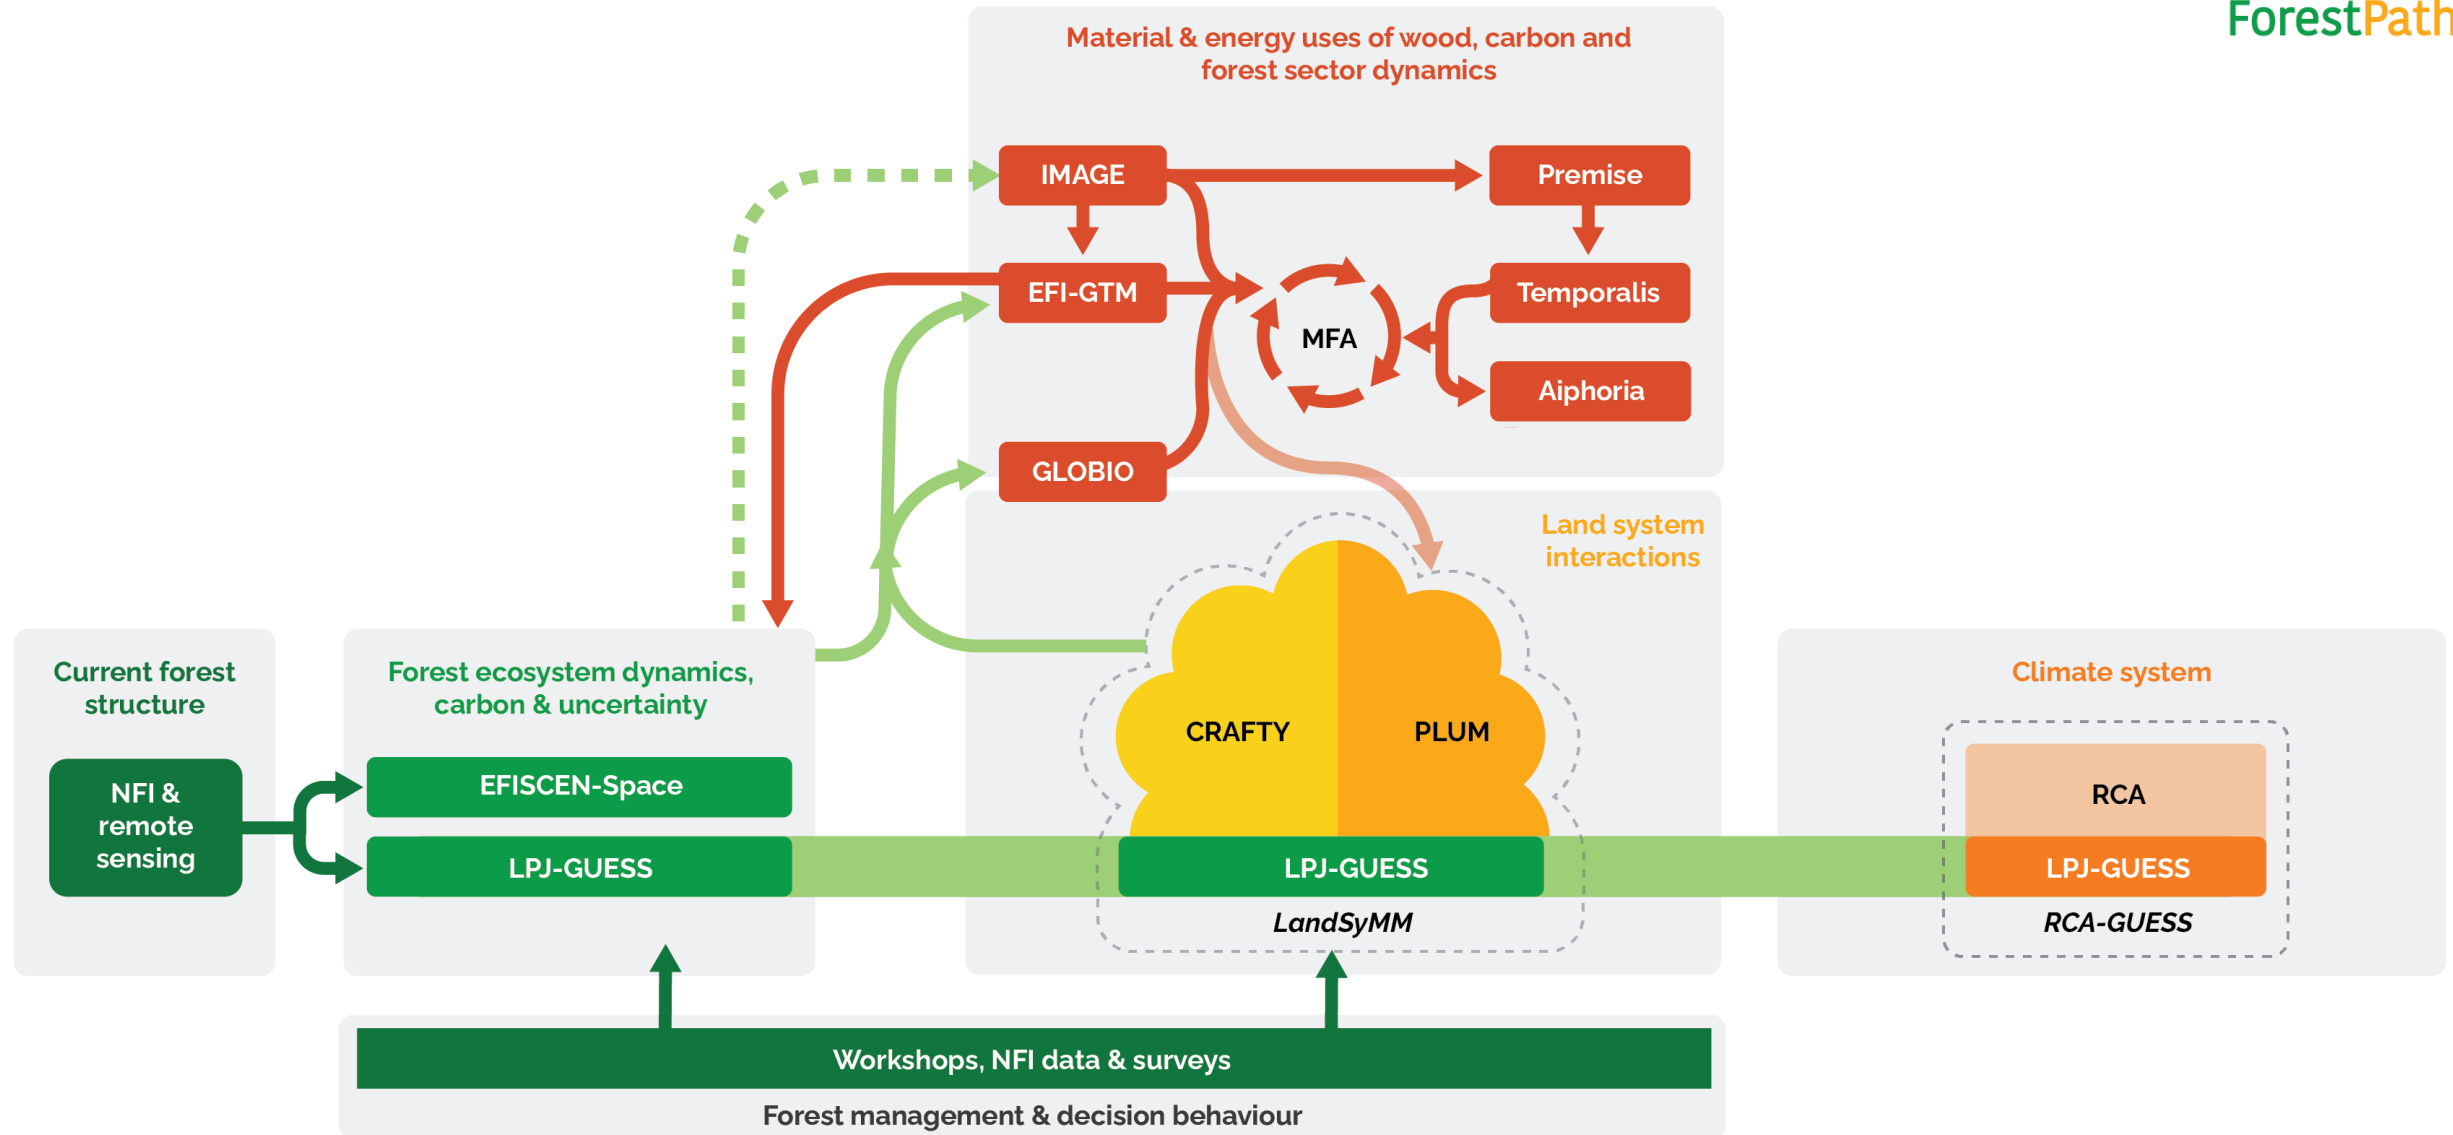 ForestPath
Material & energy uses of wood, carbon and
forest sector dynamics
IMAGE
Premise
EFI-GTM
MFA
Temporalis
Aiphoria
GLOBIO
Land system
interactions
Current forest
structure
NFI &
remote
sensing
Forest ecosystem dynamics,
carbon & uncertainty
EFISCEN-Space
LPJ-GUESS
CRAFTY
PLUM
LPJ-GUESS
LandSyMM
Climate system
RCA
LPJ-GUESS
RCA-GUESS
Workshops, NFI data & surveys
Forest management & decision behaviour